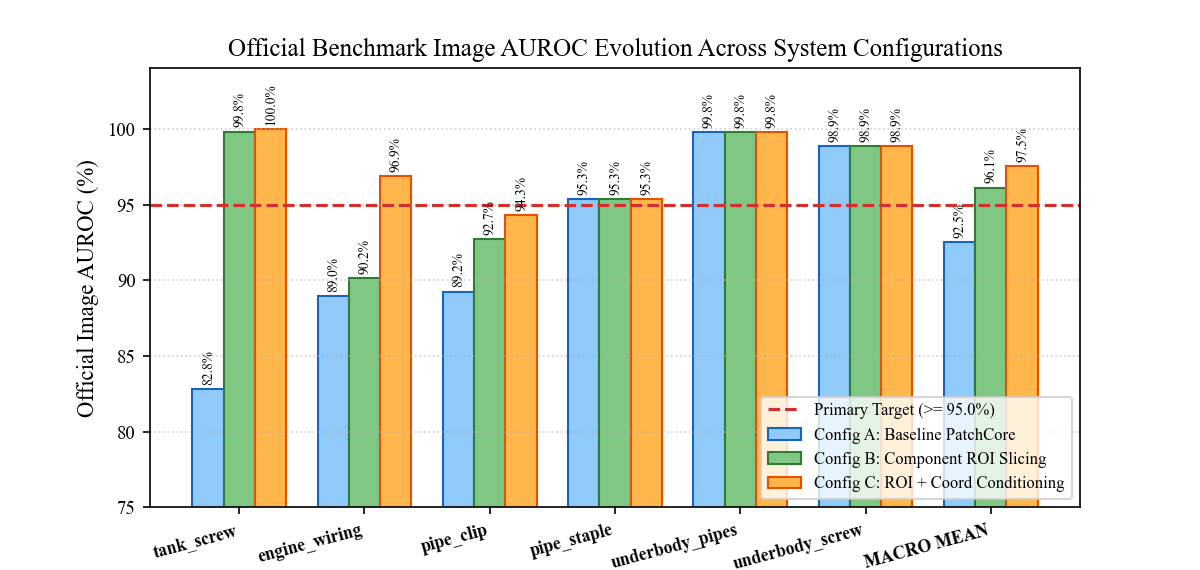 Official Benchmark Image AUROC Evolution Across System Configurations
Official Image AUROC (%)
100
95
90
85
80
75
82.8%
99.8%
100.0%
89.0%
90.2%
96.9%
89.2%
92.7%
94.3%
95.3%
95.3%
95.3%
99.8%
99.8%
99.8%
98.9%
98.9%
98.9%
92.5%
96.1%
97.5%
Primary Target (>= 95.0%)
Config A: Baseline PatchCore
Config B: Component ROI Slicing
Config C: ROI + Coord Conditioning
tank_screw
engine_wiring
pipe_clip
pipe_staple
underbody_pipes
underbody_screw
MACRO MEAN